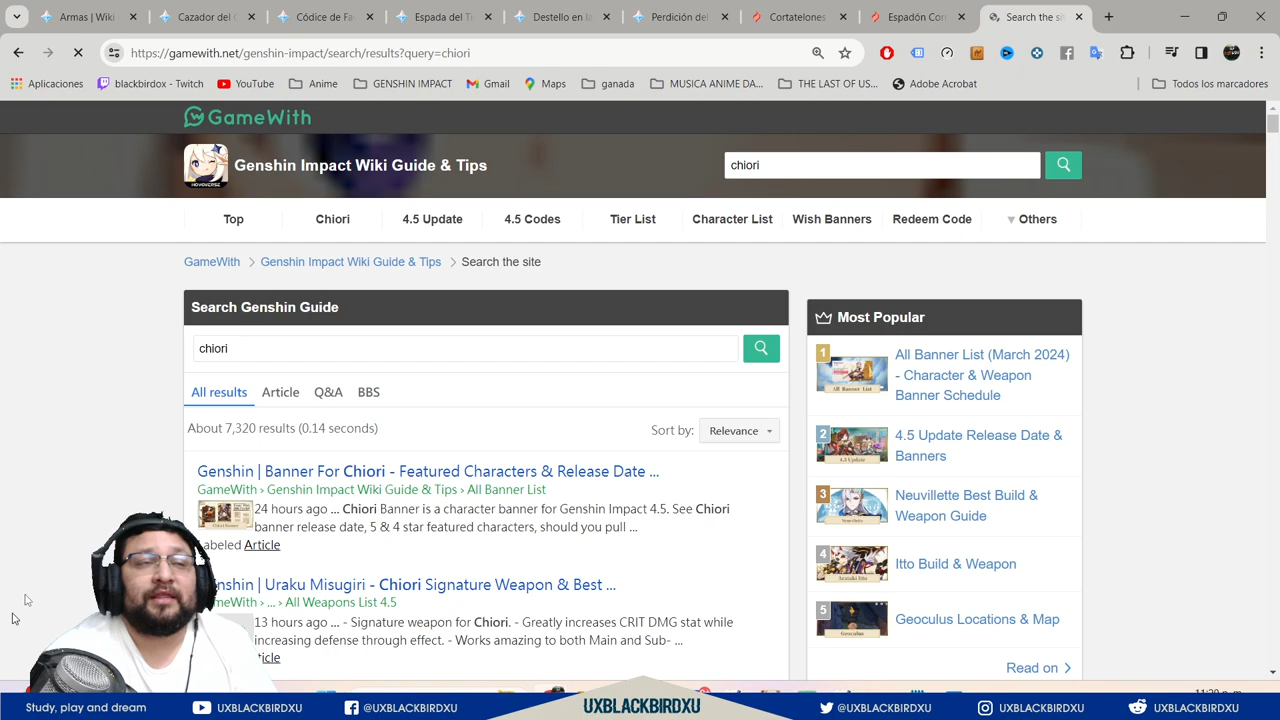 Armas | Wiki
Cazador del C
Códice de Fa
Espada del Ti
Destello en la
Perdición del
Cortatelones
Espadón Cor
Search the si
https://gamewith.net/genshin-impact/search/results?query=chiori
Aplicaciones
blackbirdox - Twitch
YouTube
Anime
GENSHIN IMPACT
Gmail
Maps
ganada
MUSICA ANIME DA...
THE LAST OF US...
Adobe Acrobat
Todos los marcadores
GameWith
Genshin Impact Wiki Guide & Tips
chiori
HOYOVERSE
Top
Chiori
4.5 Update
4.5 Codes
Tier List
Character List
Wish Banners
Redeem Code
Others
GameWith
Genshin Impact Wiki Guide & Tips
Search the site
Search Genshin Guide
chiori
All results
Article
Q&A
BBS
About 7,320 results (0.14 seconds)
Sort by:
Relevance
Genshin | Banner For Chiori - Featured Characters & Release Date ...
GameWith › Genshin Impact Wiki Guide & Tips › All Banner List
24 hours ago ... Chiori Banner is a character banner for Genshin Impact 4.5. See Chiori
banner release date, 5 & 4 star featured characters, should you pull ...
Labeled Article
nshin | Uraku Misugiri - Chiori Signature Weapon & Best ...
meWith › ... › All Weapons List 4.5
13 hours ago ... - Signature weapon for Chiori. - Greatly increases CRIT DMG stat while
increasing defense through effect. - Works amazing to both Main and Sub- ...
ticle
Most Popular
1
All Banner List (March 2024)
- Character & Weapon
Banner Schedule
2
4.5 Update Release Date &
Banners
3
Neuvillette Best Build &
Weapon Guide
4
Itto Build & Weapon
5
Geoculus Locations & Map
Read on
Study, play and dream
UXBLACKBIRDXU
@UXBLACKBIRDXU
UXBLACKBIRDXU
@UXBLACKBIRDXU
UXBLACKBIRDXU
UXBLACKBIRDXU